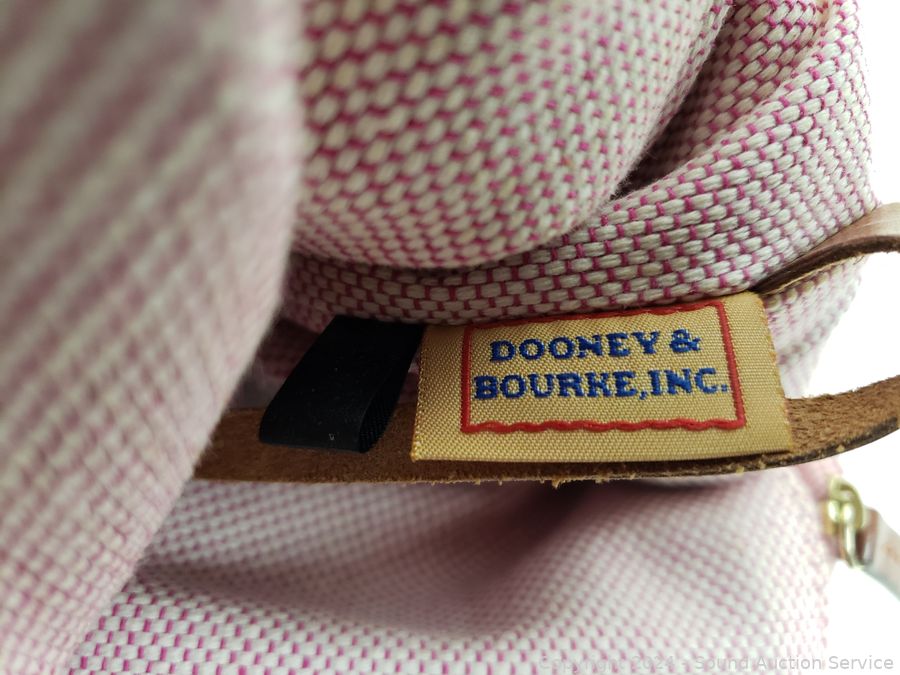 DOONEY &
BOURKE, INC.
Copyright 2024 - Sound Auction Service